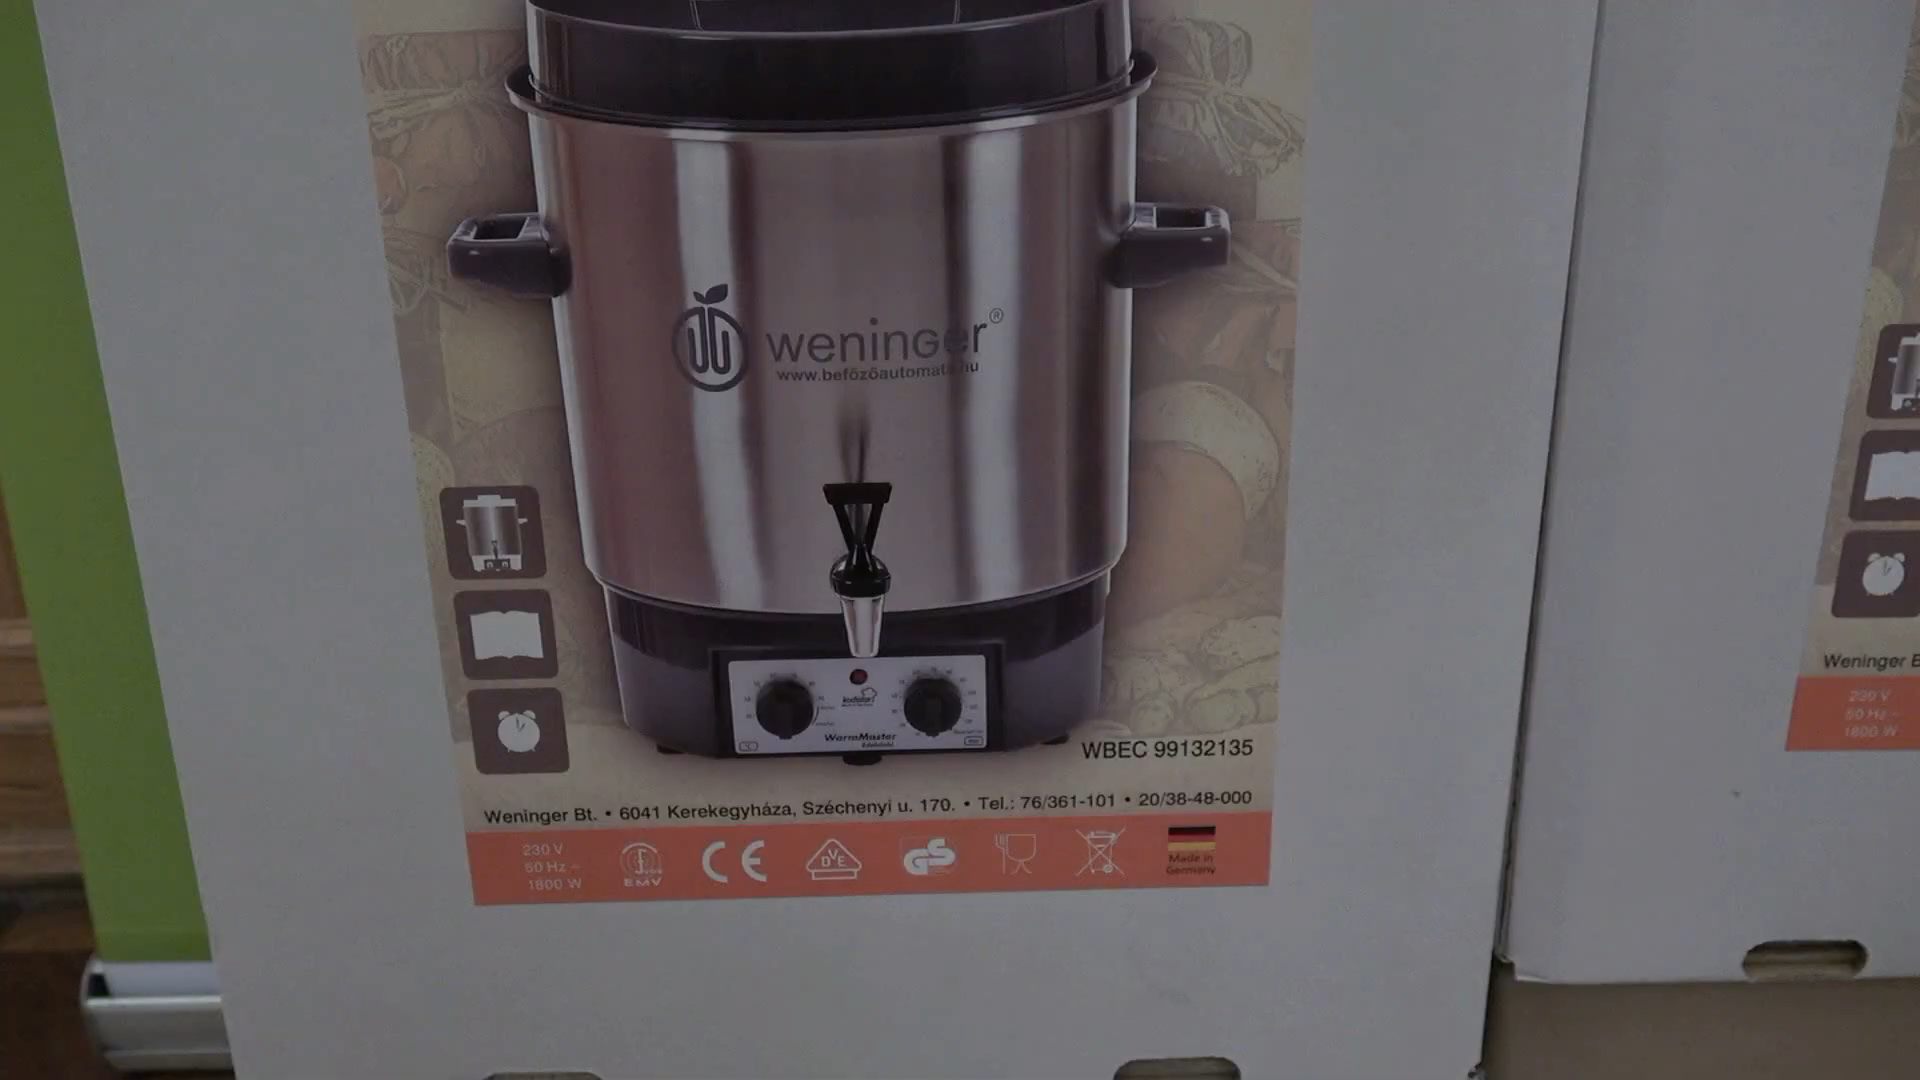 weninger®
www.befőzőautomata.hu
WarmMaster
WBEC 99132135
Weninger Bt. • 6041 Kerekegyháza, Széchenyi u. 170. • Tel.: 76/361-101 • 20/38-48-000
230 V
50 Hz ~
1800 W
EMV
CE
DVE
GS
Made in
Germany
Weninger B
230 V
50 Hz ~
1800 W